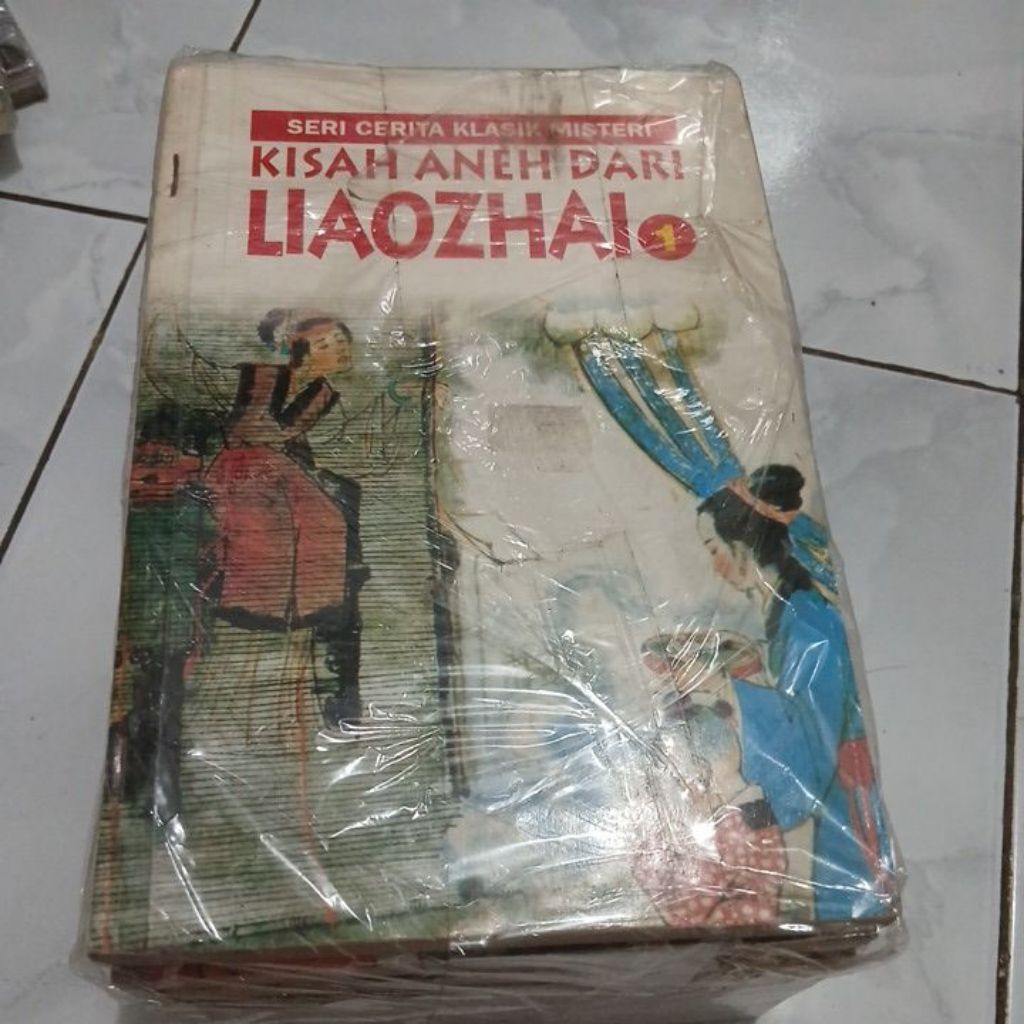 SERI CERITA KLASIK MISTERI
KISAH ANEH DARI
LIAOZHAI 1